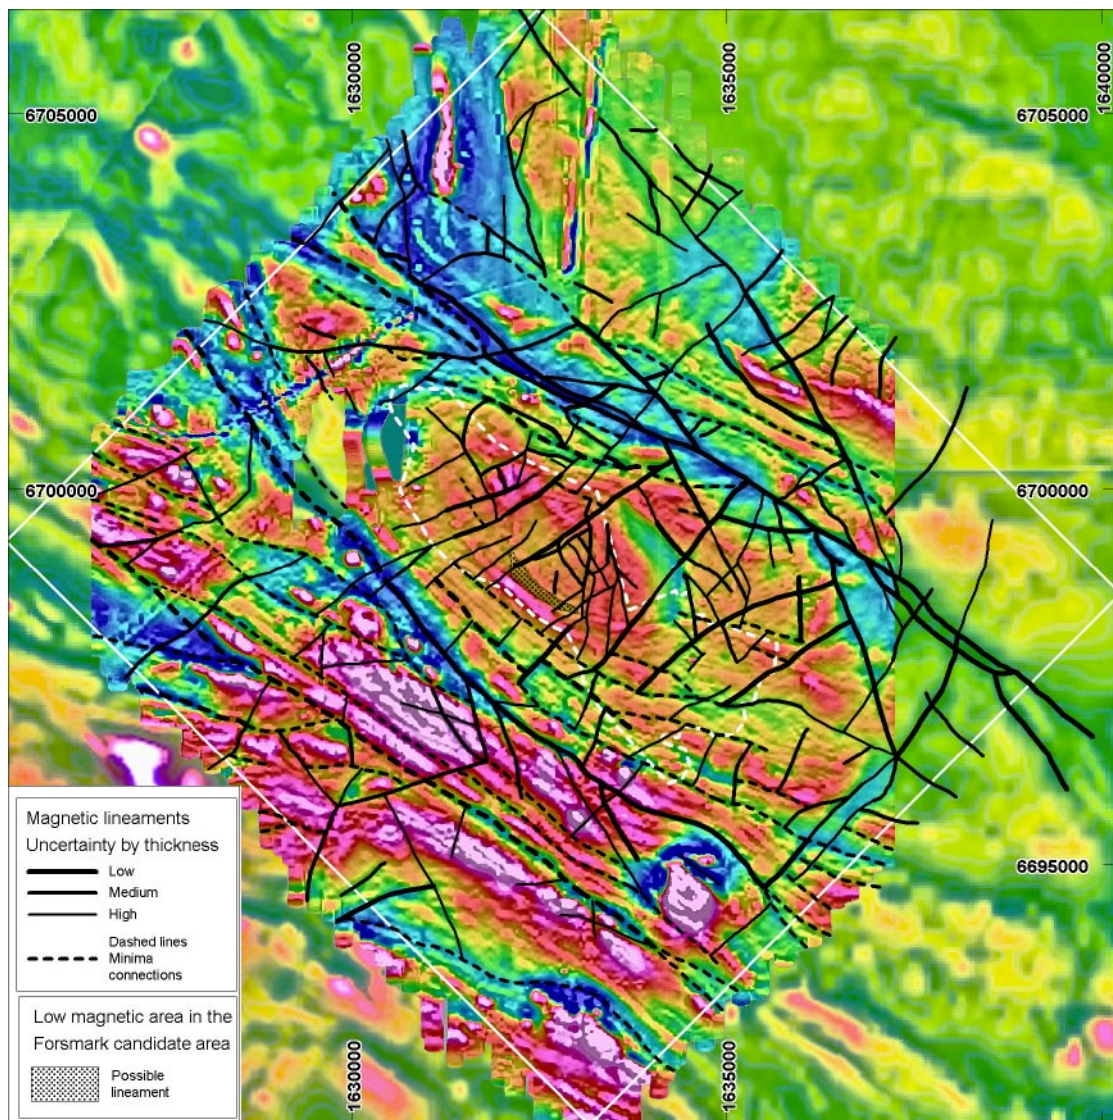 1630000
1635000
1640000
6705000
6705000
6700000
6700000
6695000
Magnetic lineaments
Uncertainty by thickness
Low
Medium
High
Dashed lines
Minima
connections
Low magnetic area in the
Forsmark candidate area
Possible
lineament
1630000
1635000